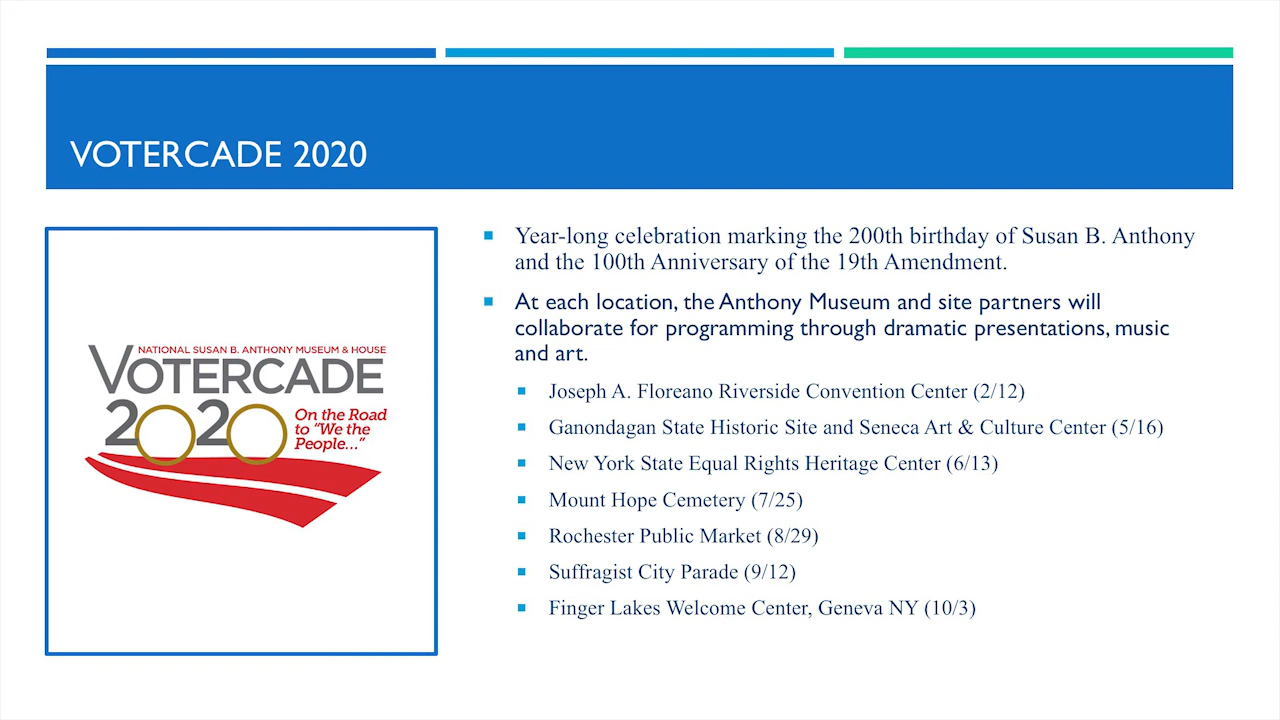 VOTERCADE 2020
NATIONAL SUSAN B. ANTHONY MUSEUM & HOUSE
VOTERCADE
2020
On the Road
to “We the
People...”
Year-long celebration marking the 200th birthday of Susan B. Anthony
and the 100th Anniversary of the 19th Amendment.
At each location, the Anthony Museum and site partners will
collaborate for programming through dramatic presentations, music
and art.
Joseph A. Floreano Riverside Convention Center (2/12)
Ganondagan State Historic Site and Seneca Art & Culture Center (5/16)
New York State Equal Rights Heritage Center (6/13)
Mount Hope Cemetery (7/25)
Rochester Public Market (8/29)
Suffragist City Parade (9/12)
Finger Lakes Welcome Center, Geneva NY (10/3)